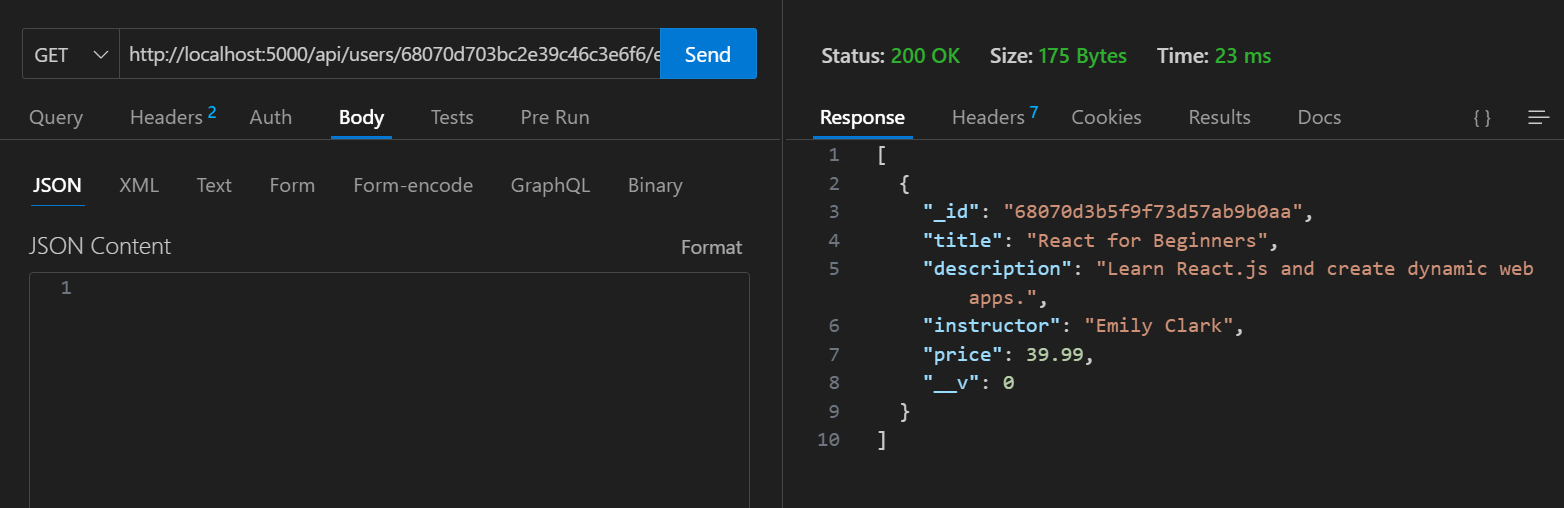 GET http://localhost:5000/api/users/68070d703bc2e39c46c3e6f6/e Send
Query Headers 2 Auth Body Tests Pre Run
JSON XML Text Form Form-encode GraphQL Binary
JSON Content Format
1
Status: 200 OK Size: 175 Bytes Time: 23 ms
Response Headers 7 Cookies Results Docs { }
1 [
2 {
3 "_id": "68070d3b5f9f73d57ab9b0aa",
4 "title": "React for Beginners",
5 "description": "Learn React.js and create dynamic web
apps.",
6 "instructor": "Emily Clark",
7 "price": 39.99,
8 "__v": 0
9 }
10 ]